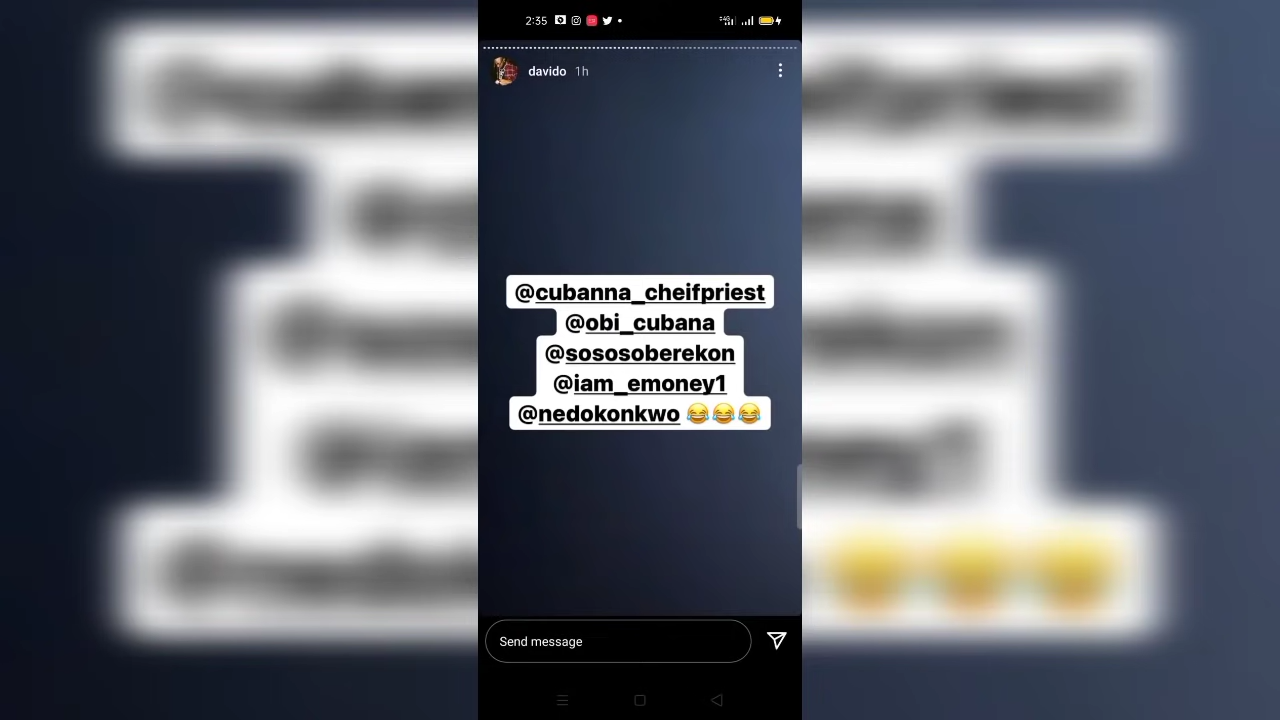 2:35
davido 1h
@cubanna_cheifpriest
@obi_cubana
@sososoberekon
@iam_emoney1
@nedokonkwo 😂😂😂
Send message